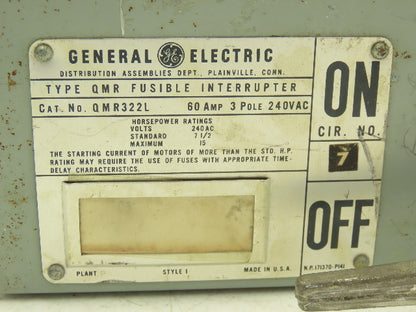 GENERAL GE ELECTRIC
DISTRIBUTION ASSEMBLIES DEPT., PLAINVILLE, CONN.
TYPE QMR FUSIBLE INTERRUPTER
CAT. NO. QMR322L 60 AMP 3 POLE 240VAC
HORSEPOWER RATINGS
VOLTS 240AC
STANDARD 7 1/2
MAXIMUM 15
THE STARTING CURRENT OF MOTORS OF MORE THAN THE STD. H.P.
RATING MAY REQUIRE THE USE OF FUSES WITH APPROPRIATE TIME-
DELAY CHARACTERISTICS.
PLANT P STYLE 1 MADE IN U.S.A.
ON
CIR. NO.
7
OFF
N.P. 171370-P141